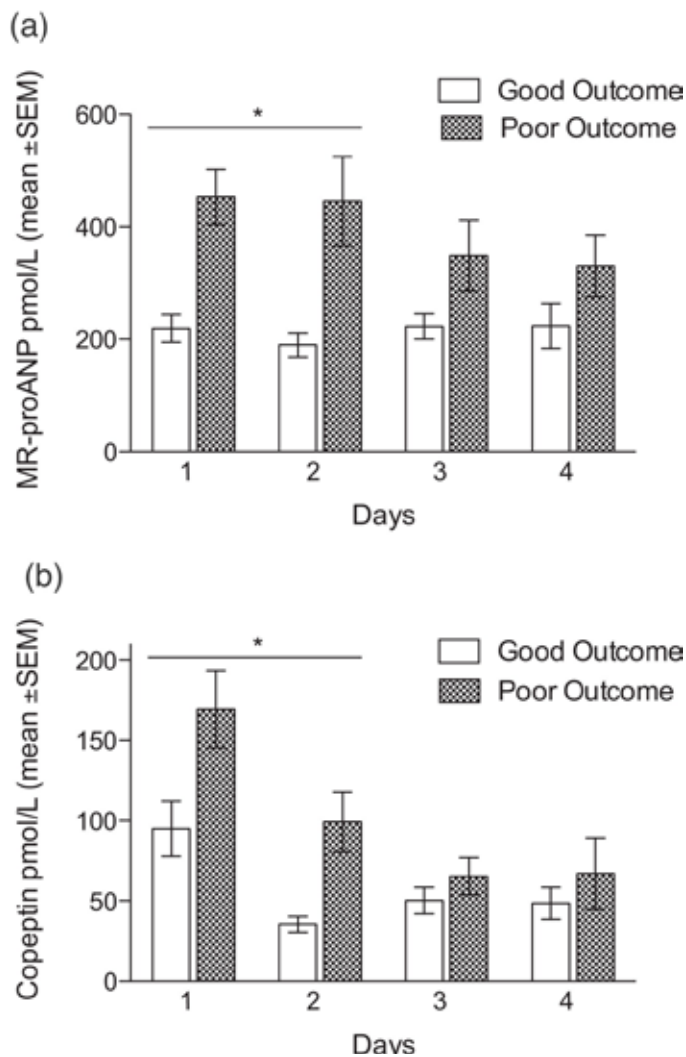 (a)
MR-proANP pmol/L (mean ±SEM)
600
400
200
0
*
Good Outcome
Poor Outcome
1 2 3 4
Days
(b)
Copeptin pmol/L (mean ±SEM)
200
150
100
50
0
*
Good Outcome
Poor Outcome
1 2 3 4
Days